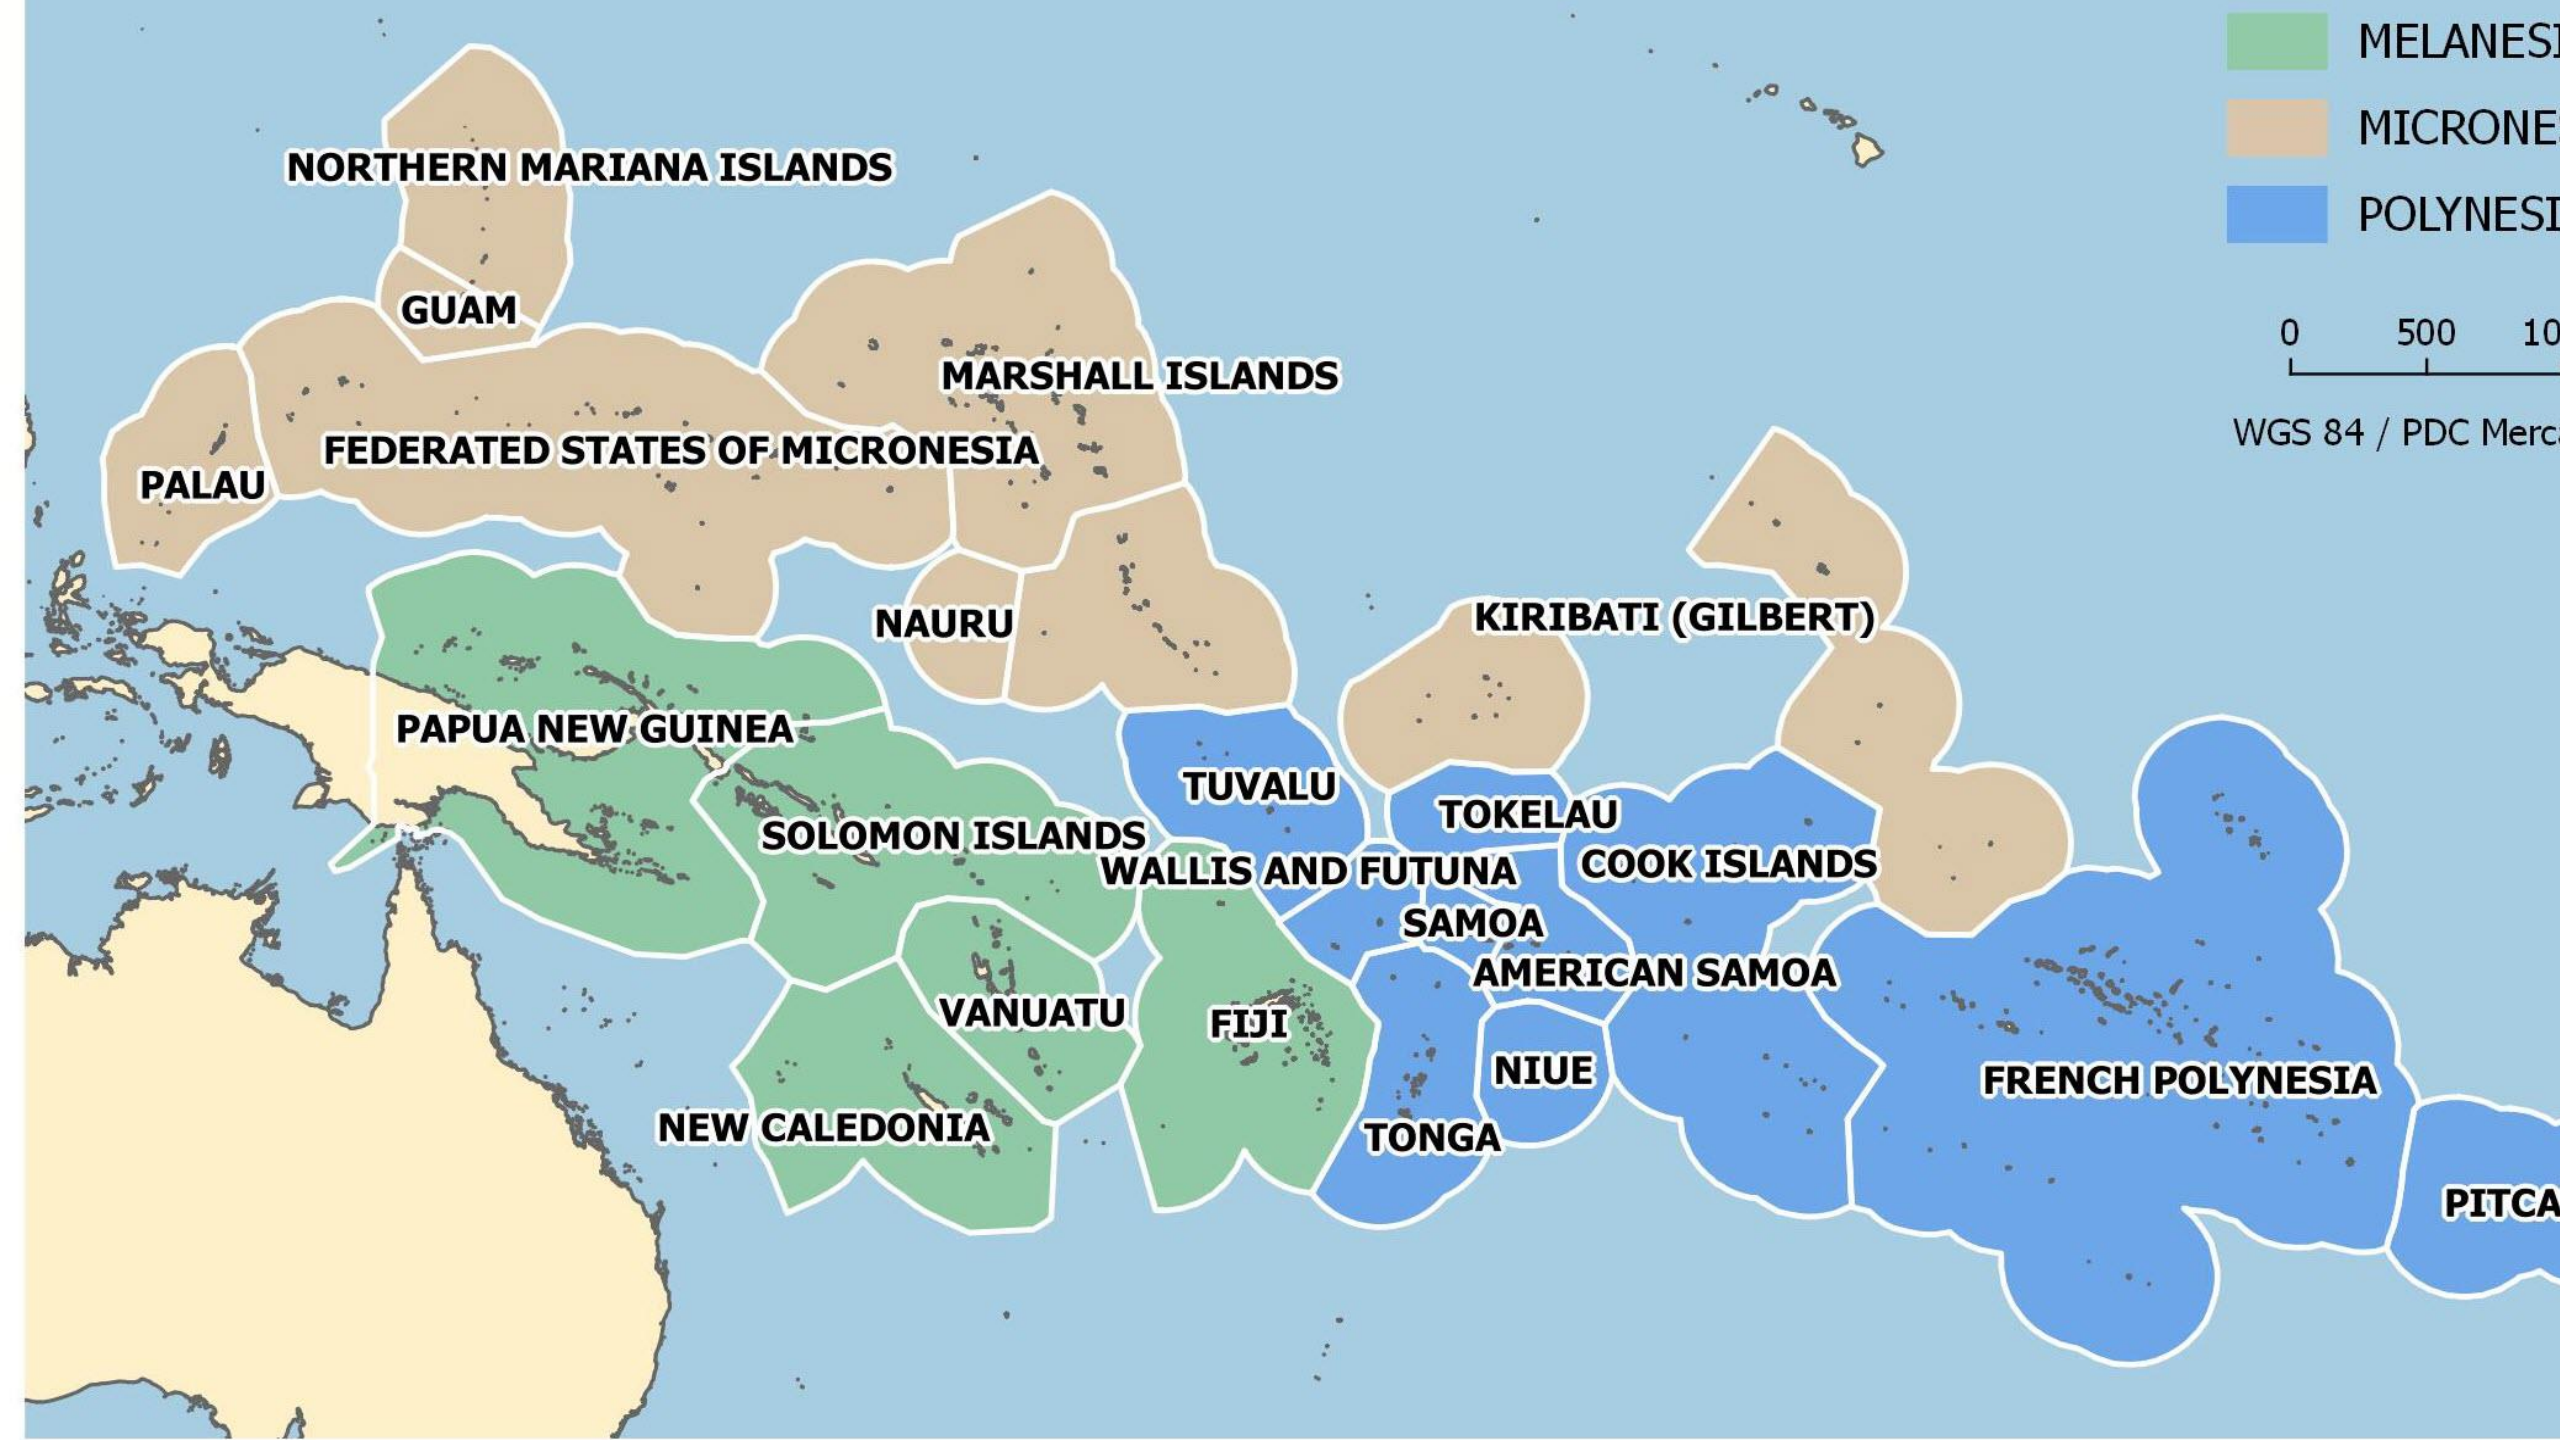 MELANESI
MICRONE
POLYNESI
0 500 10
WGS 84 / PDC Merc
NORTHERN MARIANA ISLANDS
GUAM
MARSHALL ISLANDS
FEDERATED STATES OF MICRONESIA
PALAU
NAURU
KIRIBATI (GILBERT)
PAPUA NEW GUINEA
TUVALU
TOKELAU
SOLOMON ISLANDS
WALLIS AND FUTUNA
COOK ISLANDS
SAMOA
AMERICAN SAMOA
VANUATU
FIJI
NIUE
FRENCH POLYNESIA
NEW CALEDONIA
TONGA
PITCA